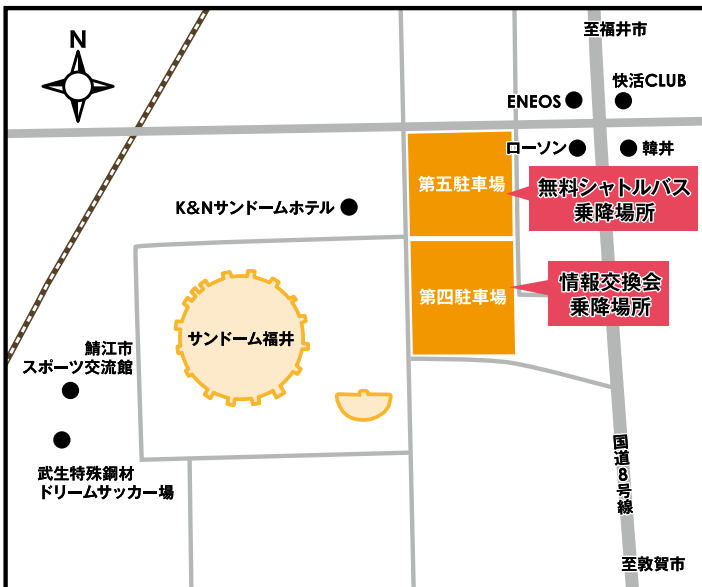 N
至福井市
快活CLUB
ENEOS
ローソン
韓丼
第五駐車場
無料シャトルバス
乗降場所
K&Nサンドームホテル
第四駐車場
情報交換会
乗降場所
サンドーム福井
鯖江市
スポーツ交流館
武生特殊鋼材
ドリームサッカー場
国道8号線
至敦賀市